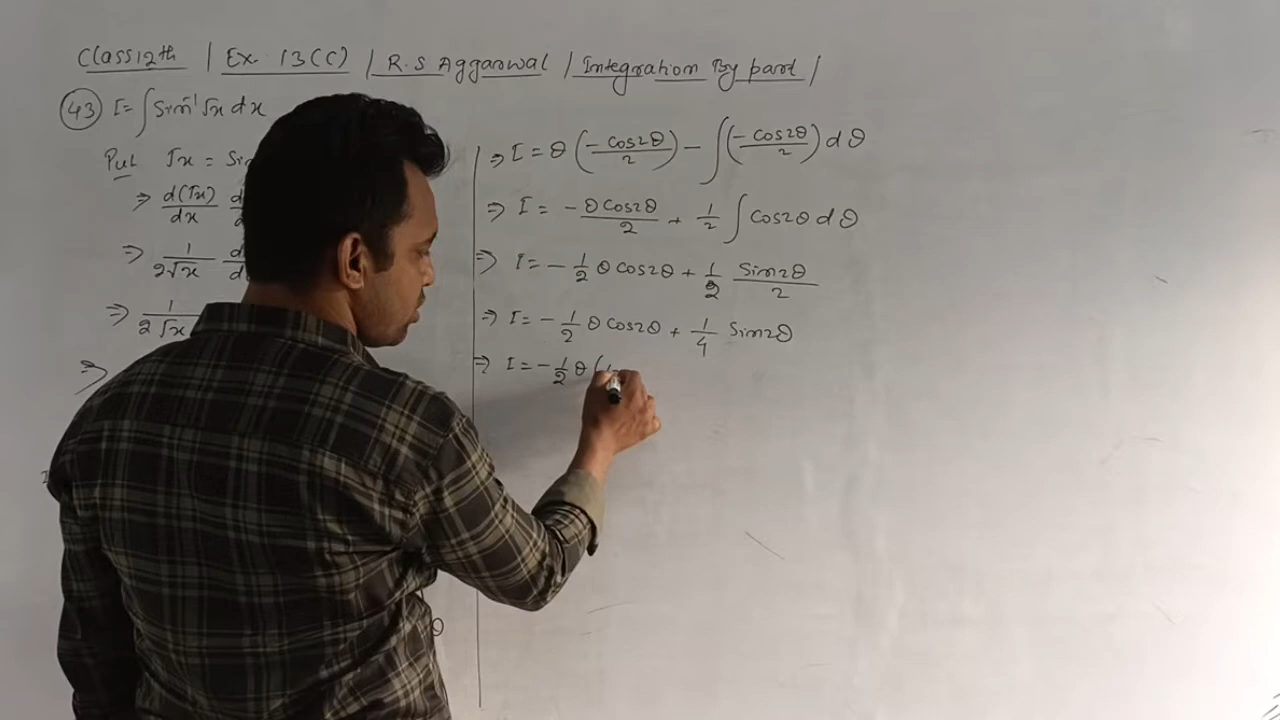 Class 12th | Ex. 13(C) | R.S Aggarwal | Integration By part |
43 I = ∫ Sin⁻¹ √x dx
Put √x = Sin
⇒ d(√x)/dx
⇒ 1/2√x
⇒ 1/2√x
⇒
⇒ I = θ (-cos2θ/2) - ∫(-cos2θ/2) dθ
⇒ I = -θ cos2θ/2 + 1/2 ∫ cos2θ dθ
⇒ I = -1/2 θ cos2θ + 1/2 Sin2θ/2
⇒ I = -1/2 θ cos2θ + 1/4 Sin2θ
⇒ I = -1/2 θ (1
θ